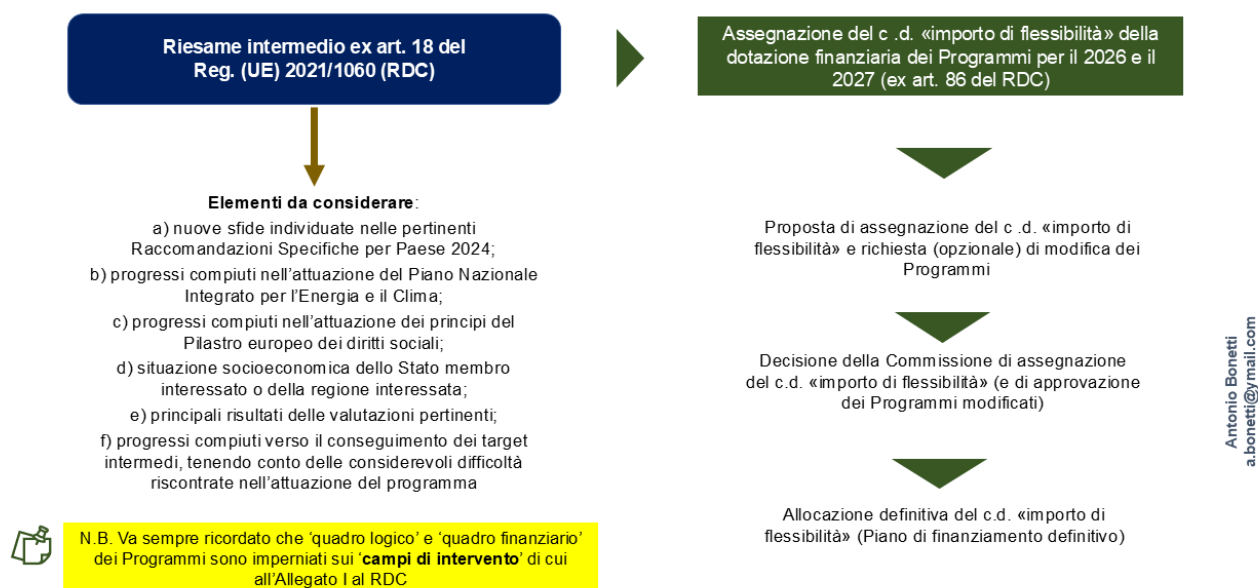 Riesame intermedio ex art. 18 del
Reg. (UE) 2021/1060 (RDC)
Elementi da considerare:
a) nuove sfide individuate nelle pertinenti
Raccomandazioni Specifiche per Paese 2024;
b) progressi compiuti nell'attuazione del Piano Nazionale
Integrato per l'Energia e il Clima;
c) progressi compiuti nell'attuazione dei principi del
Pilastro europeo dei diritti sociali;
d) situazione socioeconomica dello Stato membro
interessato o della regione interessata;
e) principali risultati delle valutazioni pertinenti;
f) progressi compiuti verso il conseguimento dei target
intermedi, tenendo conto delle considerevoli difficoltà
riscontrate nell'attuazione del programma
N.B. Va sempre ricordato che 'quadro logico' e 'quadro finanziario'
dei Programmi sono imperniati sui 'campi di intervento' di cui
all'Allegato I al RDC
Assegnazione del c .d. «importo di flessibilità» della
dotazione finanziaria dei Programmi per il 2026 e il
2027 (ex art. 86 del RDC)
Proposta di assegnazione del c .d. «importo di
flessibilità» e richiesta (opzionale) di modifica dei
Programmi
Decisione della Commissione di assegnazione
del c.d. «importo di flessibilità» (e di approvazione
dei Programmi modificati)
Allocazione definitiva del c.d. «importo di
flessibilità» (Piano di finanziamento definitivo)
Antonio Bonetti
a.bonetti@ymail.com